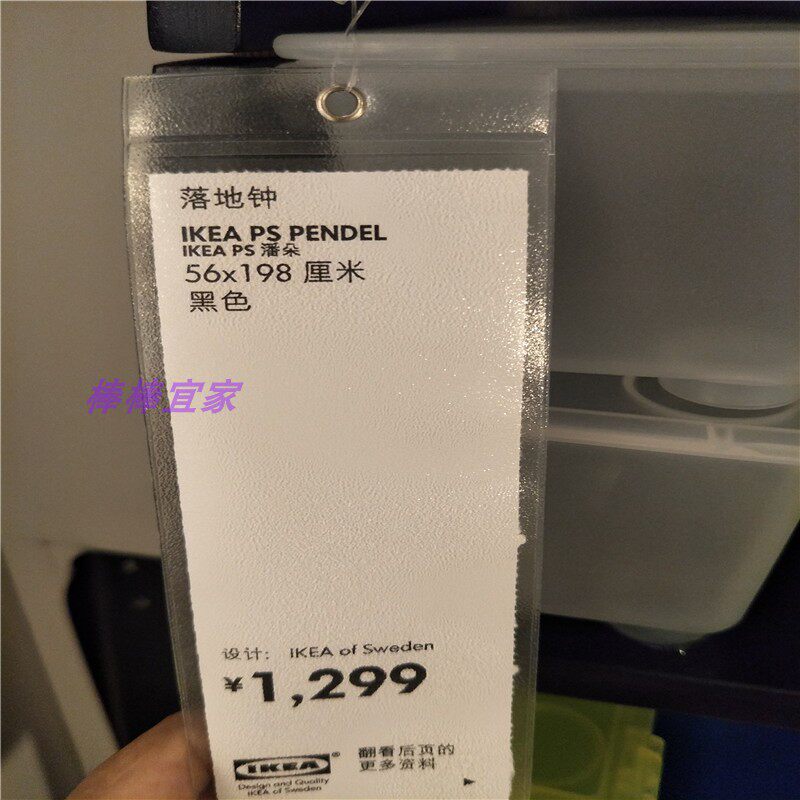 落地钟
IKEA PS PENDEL
IKEA PS 潘朵
56x198 厘米
黑色
棒棒宜家
设计: IKEA of Sweden
¥1,299
IKEA®
Design and Quality
IKEA of Sweden
翻看后页的
更多资料